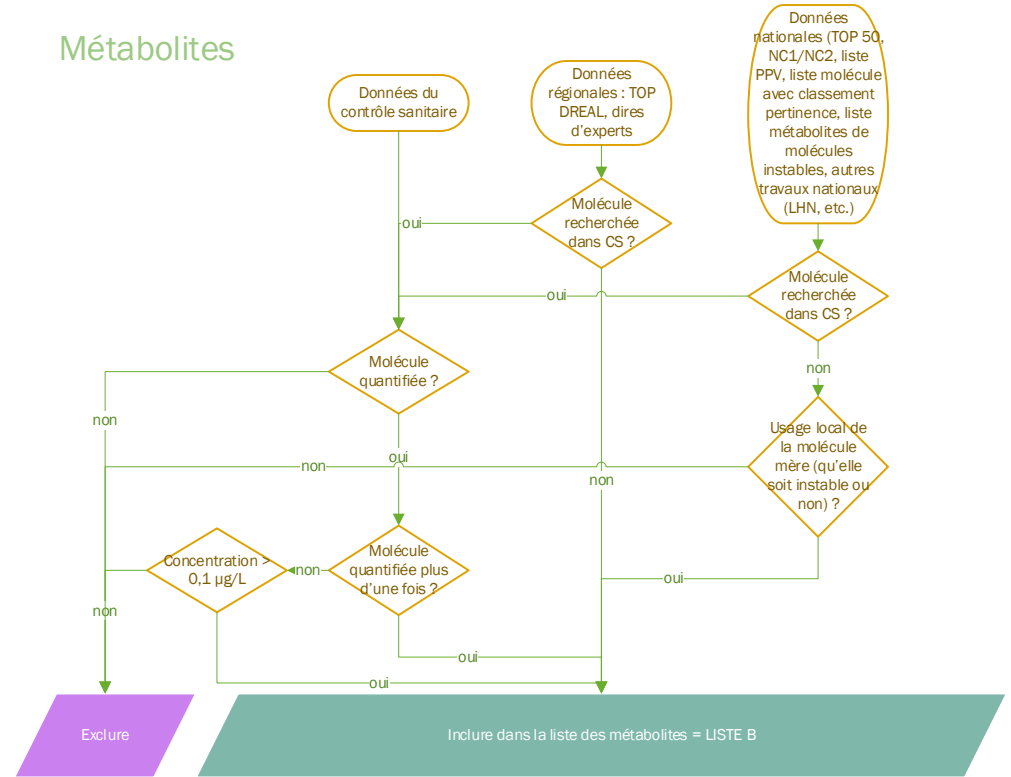 Métabolites
Données du
contrôle sanitaire
Données
régionales : TOP
DREAL, dires
d'experts
Données
nationales (TOP 50,
NC1/NC2, liste
PPV, liste molécule
avec classement
pertinence, liste
métabolites de
molécules
instables, autres
travaux nationaux
(LHN, etc.)
Molécule
recherchée
dans CS ?
oui
Molécule
recherchée
dans CS ?
oui
Molécule
quantifiée ?
non
non
oui
Usage local de
la molécule
mère (qu'elle
soit instable ou
non) ?
non
non
Molécule
quantifiée plus
d'une fois ?
non
Concentration >
0,1 µg/L
oui
non
oui
oui
Exclure
Inclure dans la liste des métabolites = LISTE B